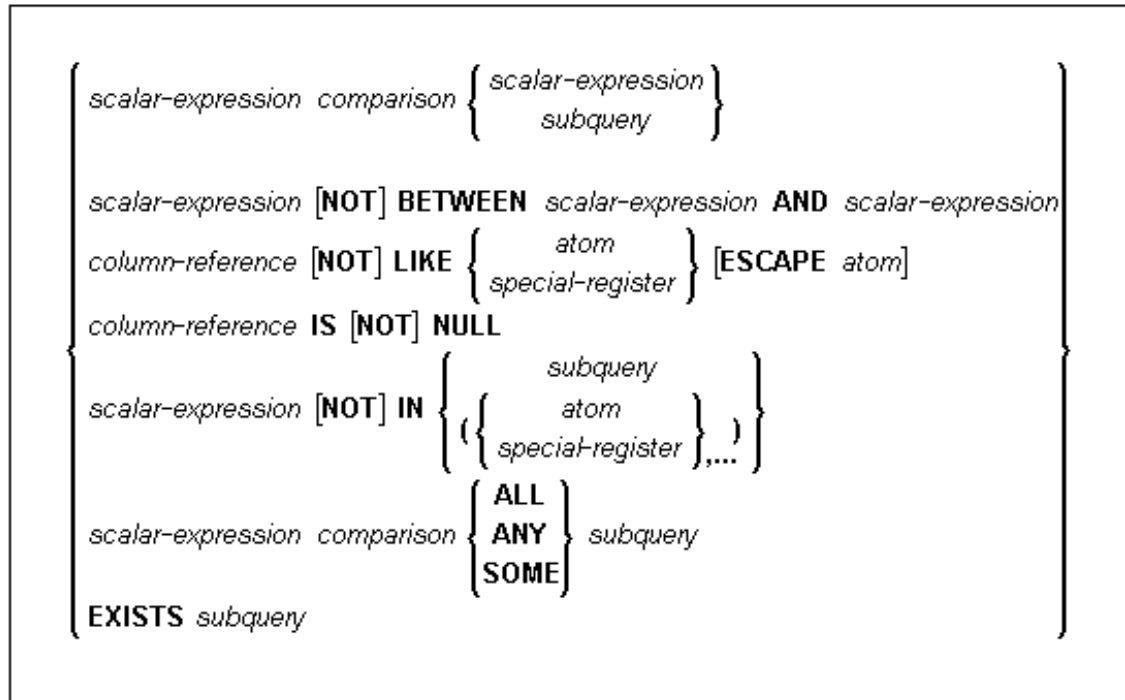 scalar-expression comparison { scalar-expression
subquery }
scalar-expression [NOT] BETWEEN scalar-expression AND scalar-expression
column-reference [NOT] LIKE { atom
special-register } [ESCAPE atom]
column-reference IS [NOT] NULL
scalar-expression [NOT] IN { subquery
( { atom
special-register } ,... ) }
scalar-expression comparison { ALL
ANY
SOME } subquery
EXISTS subquery